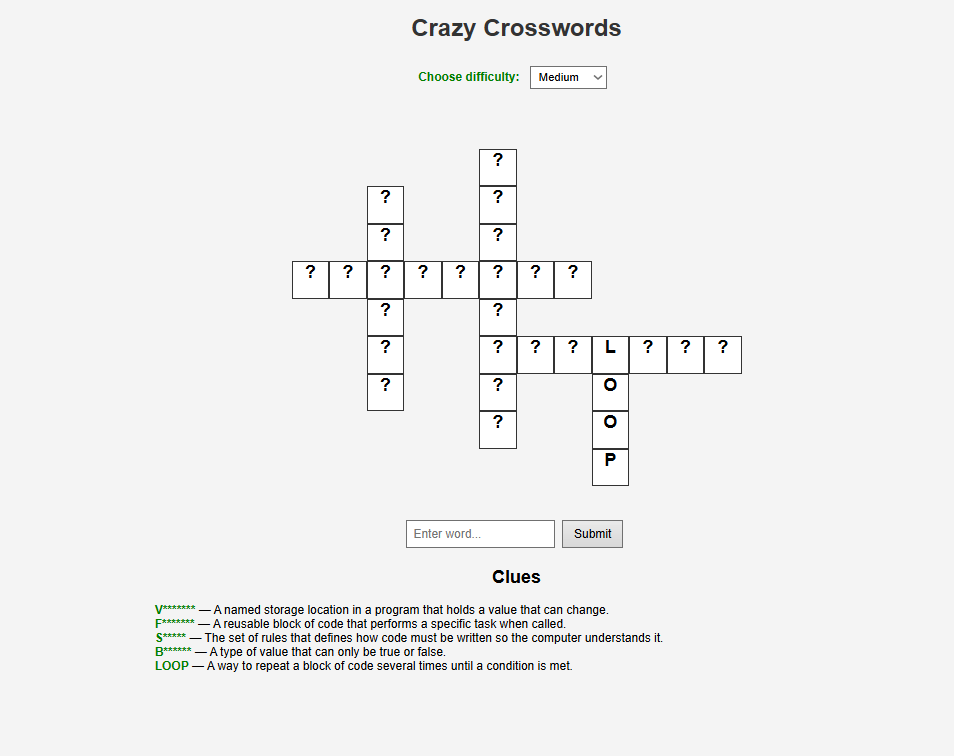 Crazy Crosswords
Choose difficulty: Medium
?
? ?
? ?
? ? ? ? ? ? ? ?
? ?
? ? ? ? L ? ? ?
? ? O
? O
P
Enter word... Submit
Clues
V******* — A named storage location in a program that holds a value that can change.
F******* — A reusable block of code that performs a specific task when called.
S***** — The set of rules that defines how code must be written so the computer understands it.
B****** — A type of value that can only be true or false.
LOOP — A way to repeat a block of code several times until a condition is met.